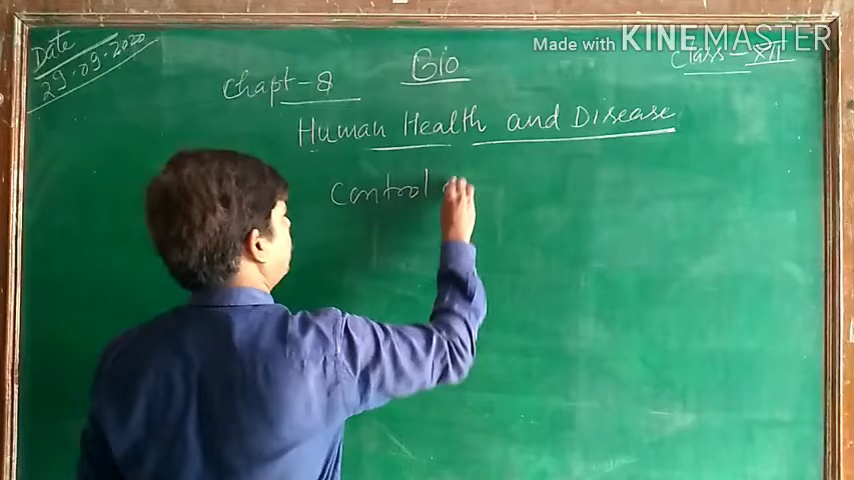 Date
29.09.2020
Made with KINEMASTER
Bio
Class - XII
Chapt - 8
Human Health and Disease
Control